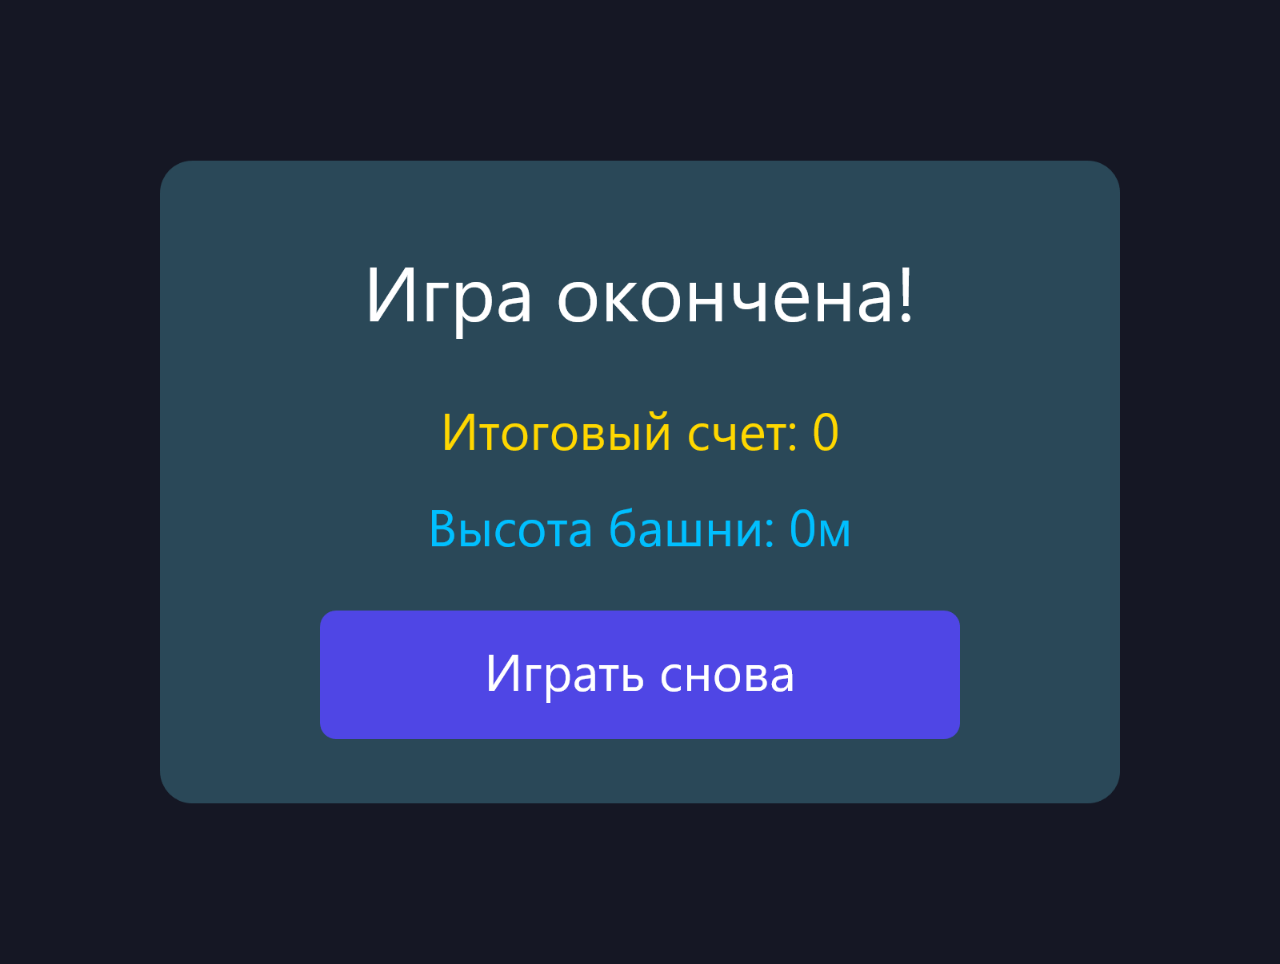 Игра окончена!
Итоговый счет: 0
Высота башни: 0м
Играть снова